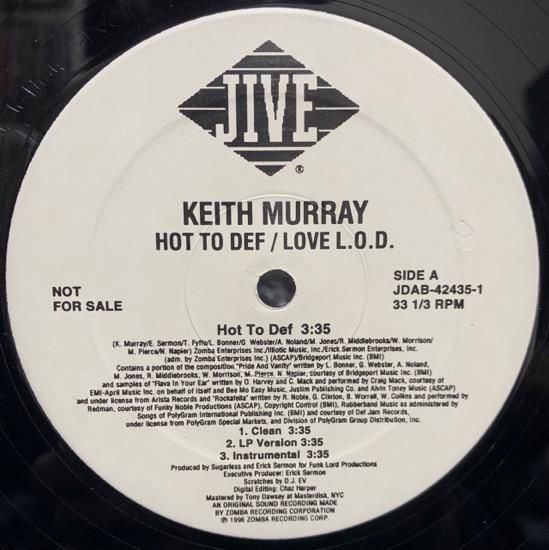 JIVE
®
KEITH MURRAY
HOT TO DEF / LOVE L.O.D.
NOT
FOR SALE
SIDE A
JDAB-42435-1
33 1/3 RPM
Hot To Def 3:35
(K. Murray/E. Sermon/T. Fyffe/L. Bonner/G. Webster/A. Noland/M. Jones/R. Middlebrooks/W. Morrison/
M. Pierce/N. Napier) Zomba Enterprises Inc./Illiotic Music, Inc./Erick Sermon Enterprises, Inc.
(adm. by Zomba Enterprises Inc.) (ASCAP)/Bridgeport Music Inc. (BMI)
Contains a portion of the composition "Pride And Vanity" written by L. Bonner, G. Webster, A. Noland,
M. Jones, R. Middlebrooks, W. Morrison, M. Pierce, N. Napier; courtesy of Bridgeport Music Inc. (BMI)
and samples of "Flava In Your Ear" written by O. Harvey and C. Mack and performed by Craig Mack, courtesy of
EMI-April Music Inc. on behalf of itself and Bee Mo Easy Music, Justin Publishing Co. and Alvin Toney Music (ASCAP)
and under license from Arista Records and "Rockafella" written by R. Noble, G. Clinton, B. Worrell, W. Collins and performed by
Redman, courtesy of Funky Noble Productions (ASCAP), Copyright Control (BMI), Rubberband Music as administered by
Songs of PolyGram International Publishing Inc. (BMI) and courtesy of Def Jam Records,
under license from PolyGram Special Markets, and Division of PolyGram Group Distribution, Inc.
1. Clean 3:35
2. LP Version 3:35
3. Instrumental 3:35
Produced by Sugarless and Erick Sermon for Funk Lord Productions
Executive Producer: Erick Sermon
Scratches by D.J. EV
Digital Editing: Chaz Harper
Mastered by Tony Dawsey at Masterdisk, NYC
AN ORIGINAL SOUND RECORDING MADE
BY ZOMBA RECORDING CORPORATION
℗ 1996 ZOMBA RECORDING CORP.